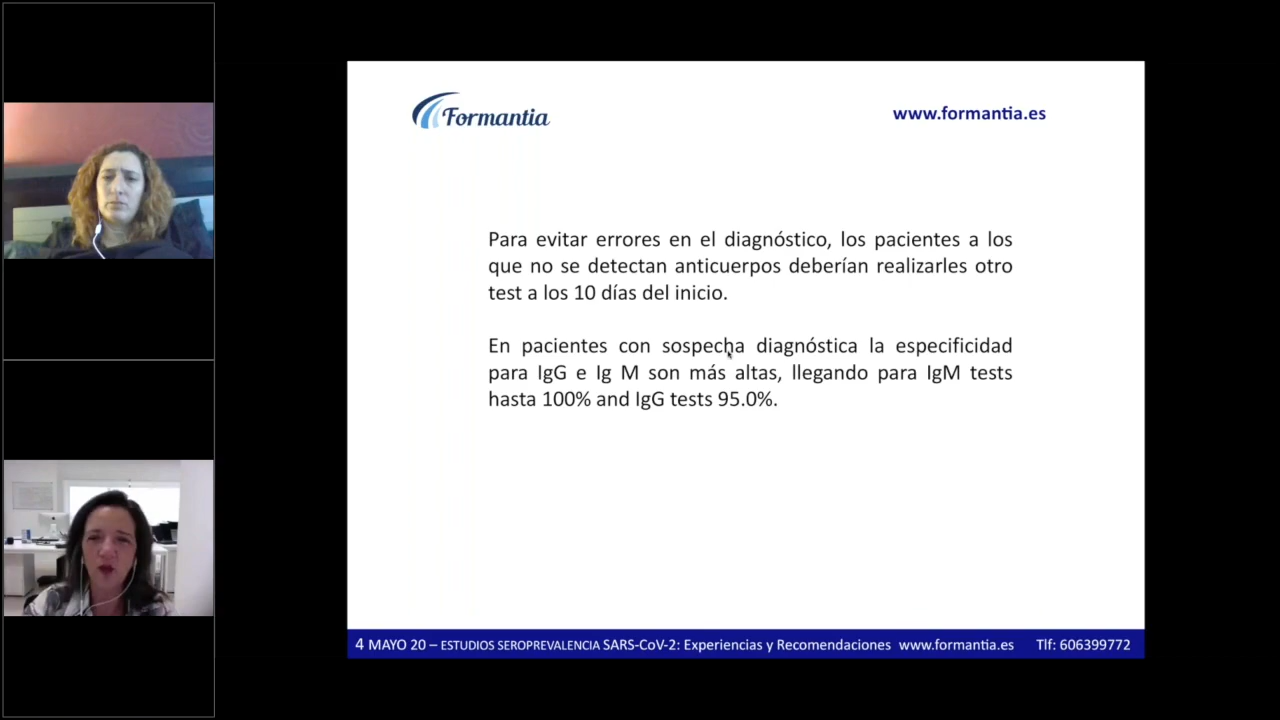 Formantia
www.formantia.es
Para evitar errores en el diagnóstico, los pacientes a los
que no se detectan anticuerpos deberían realizarles otro
test a los 10 días del inicio.
En pacientes con sospecha diagnóstica la especificidad
para IgG e Ig M son más altas, llegando para IgM tests
hasta 100% and IgG tests 95.0%.
4 MAYO 20 – ESTUDIOS SEROPREVALENCIA SARS-CoV-2: Experiencias y Recomendaciones www.formantia.es Tlf: 606399772